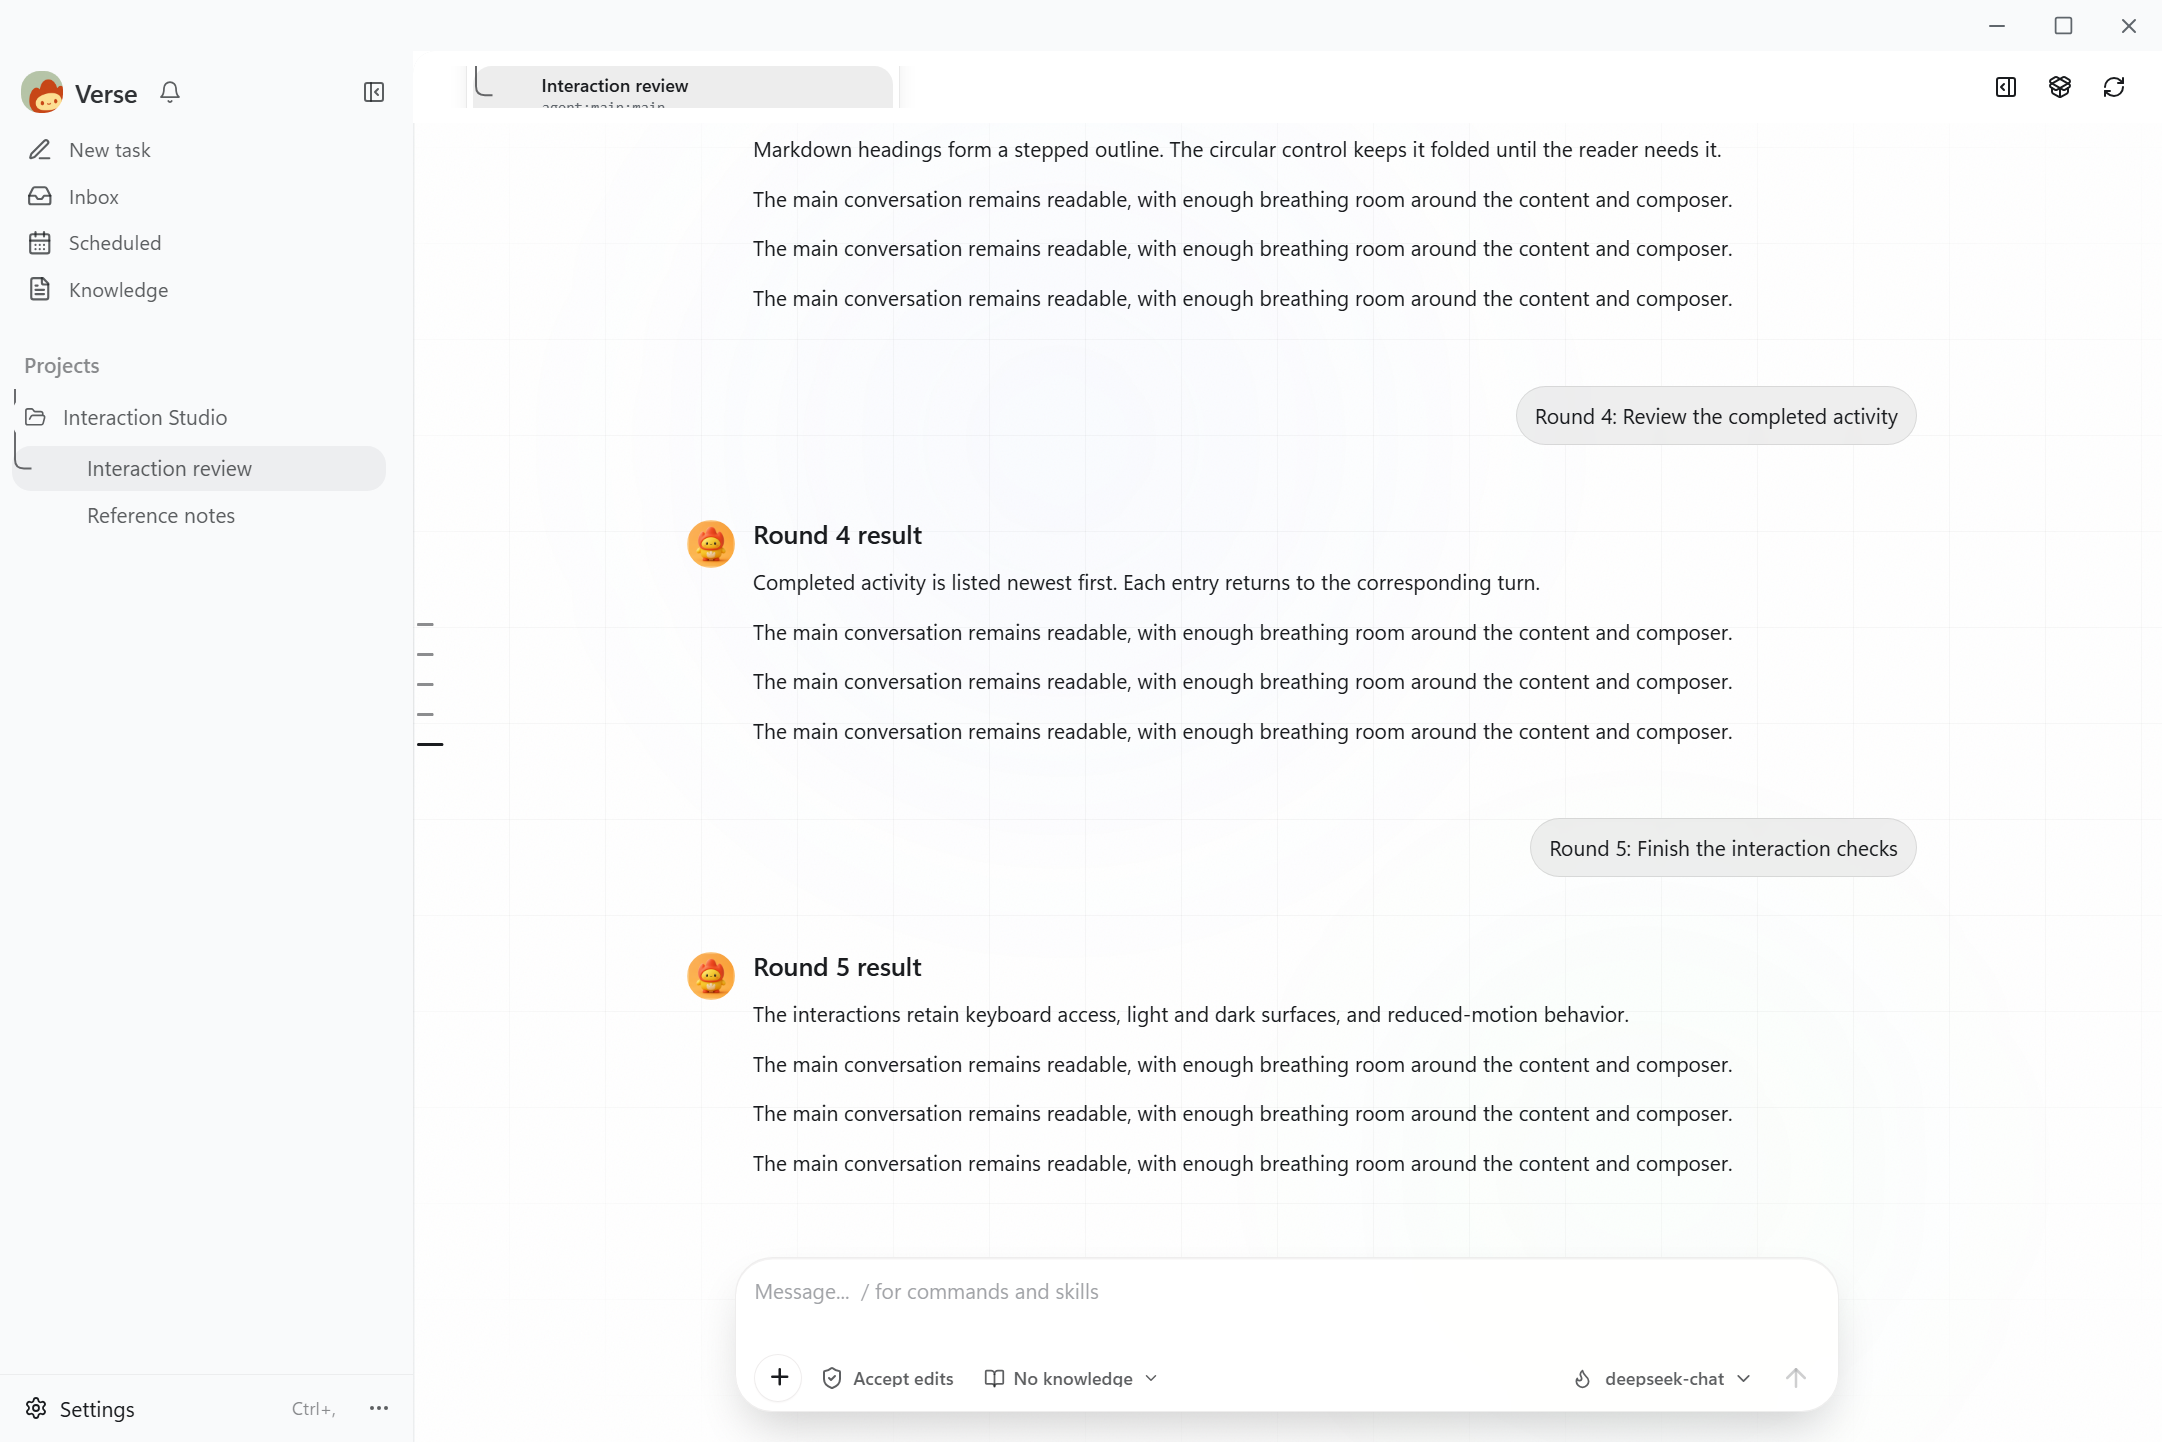 Verse
New task
Inbox
Scheduled
Knowledge
Projects
Interaction Studio
Interaction review
Reference notes
Settings
Ctrl+,
Interaction review
agent:main:main
Markdown headings form a stepped outline. The circular control keeps it folded until the reader needs it.
The main conversation remains readable, with enough breathing room around the content and composer.
The main conversation remains readable, with enough breathing room around the content and composer.
The main conversation remains readable, with enough breathing room around the content and composer.
Round 4: Review the completed activity
Round 4 result
Completed activity is listed newest first. Each entry returns to the corresponding turn.
The main conversation remains readable, with enough breathing room around the content and composer.
The main conversation remains readable, with enough breathing room around the content and composer.
The main conversation remains readable, with enough breathing room around the content and composer.
Round 5: Finish the interaction checks
Round 5 result
The interactions retain keyboard access, light and dark surfaces, and reduced-motion behavior.
The main conversation remains readable, with enough breathing room around the content and composer.
The main conversation remains readable, with enough breathing room around the content and composer.
The main conversation remains readable, with enough breathing room around the content and composer.
Message... / for commands and skills
Accept edits
No knowledge
deepseek-chat